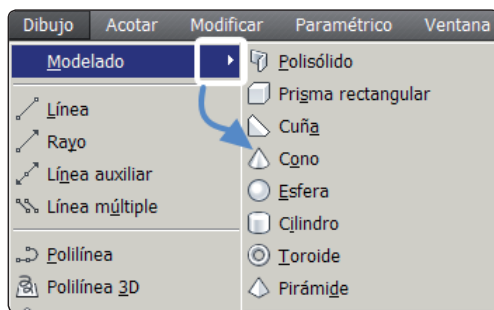 Dibujo Acotar Modificar Paramétrico Ventana
Modelado
Línea
Rayo
Línea auxiliar
Línea múltiple
Polilínea
Polilínea 3D
Polisólido
Prisma rectangular
Cuña
Cono
Esfera
Cilindro
Toroide
Pirámide